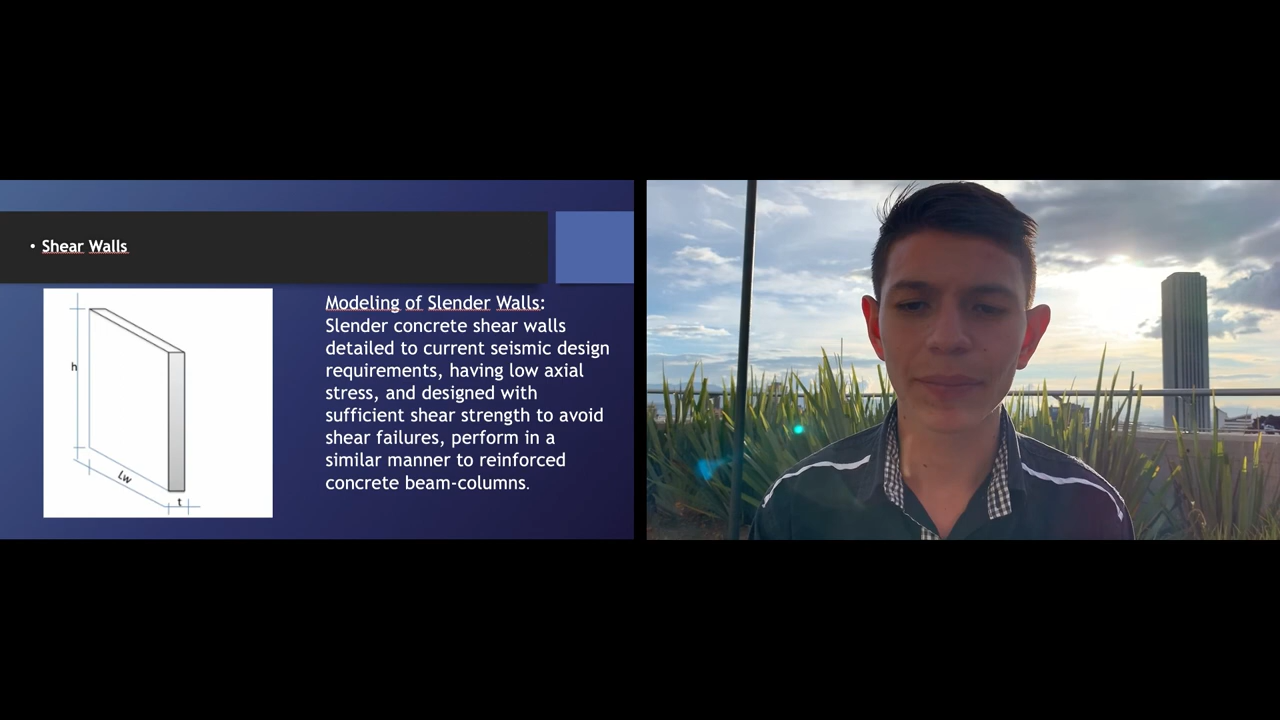 • Shear Walls
h
Lw
t
Modeling of Slender Walls:
Slender concrete shear walls
detailed to current seismic design
requirements, having low axial
stress, and designed with
sufficient shear strength to avoid
shear failures, perform in a
similar manner to reinforced
concrete beam-columns.